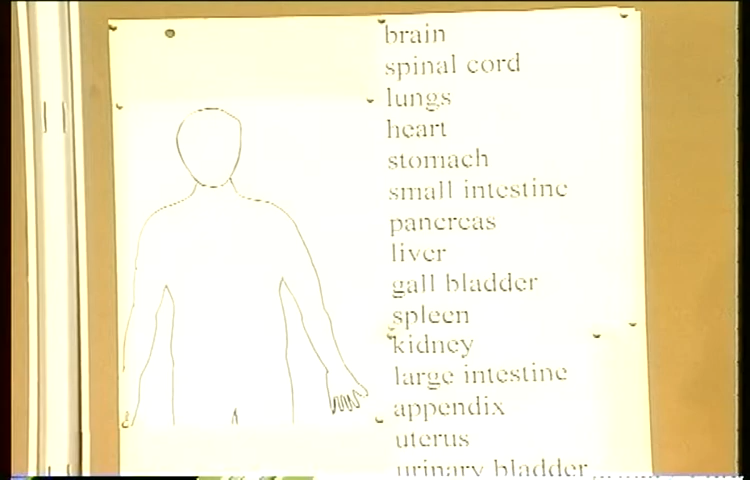 brain
spinal cord
lungs
heart
stomach
small intestine
pancreas
liver
gall bladder
spleen
kidney
large intestine
appendix
uterus
urinary bladder